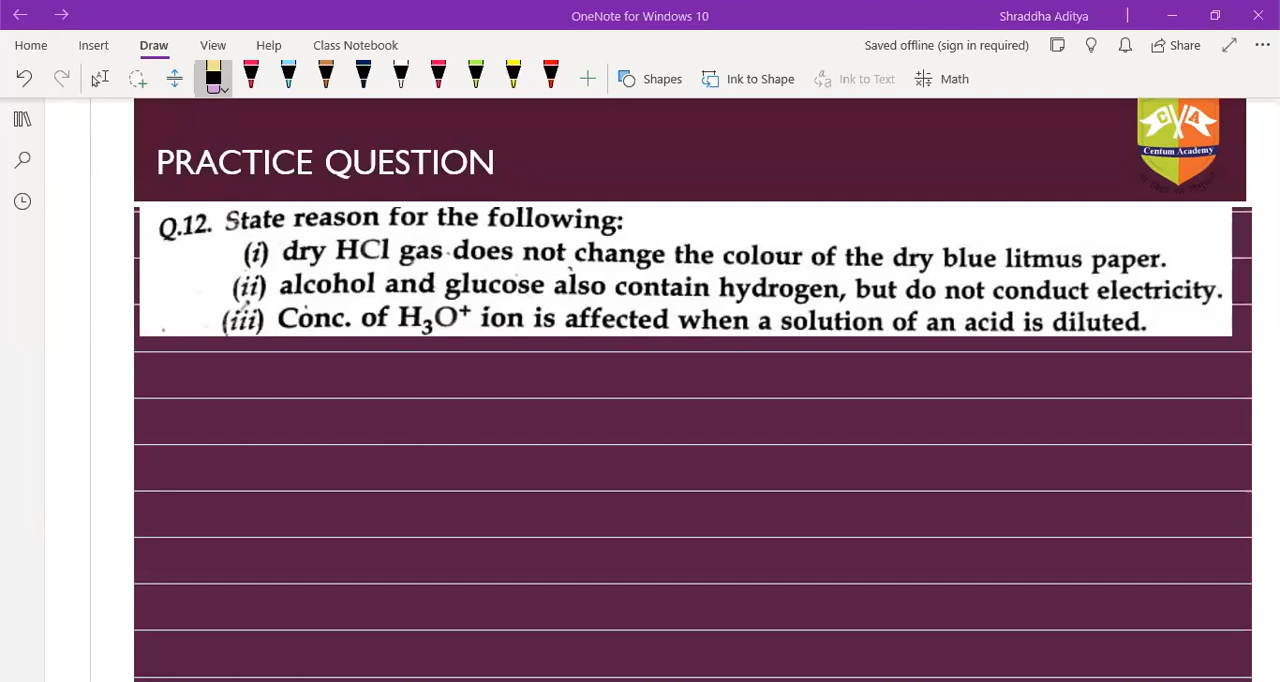 OneNote for Windows 10
Shraddha Aditya
Home Insert Draw View Help Class Notebook
Saved offline (sign in required) Share
Shapes Ink to Shape Ink to Text Math
PRACTICE QUESTION
CA
Centum Academy
Q.12. State reason for the following:
(i) dry HCl gas does not change the colour of the dry blue litmus paper.
(ii) alcohol and glucose also contain hydrogen, but do not conduct electricity.
(iii) Conc. of H₃O⁺ ion is affected when a solution of an acid is diluted.